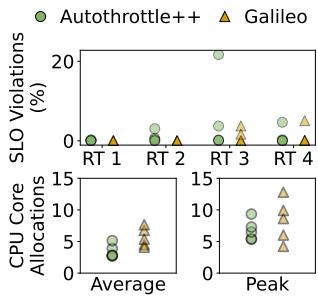 Autothrottle++ Galileo
SLO Violations
(%)
20
0
RT 1 RT 2 RT 3 RT 4
CPU Core
Allocations
15 15
10 10
5 5
0 0
Average Peak